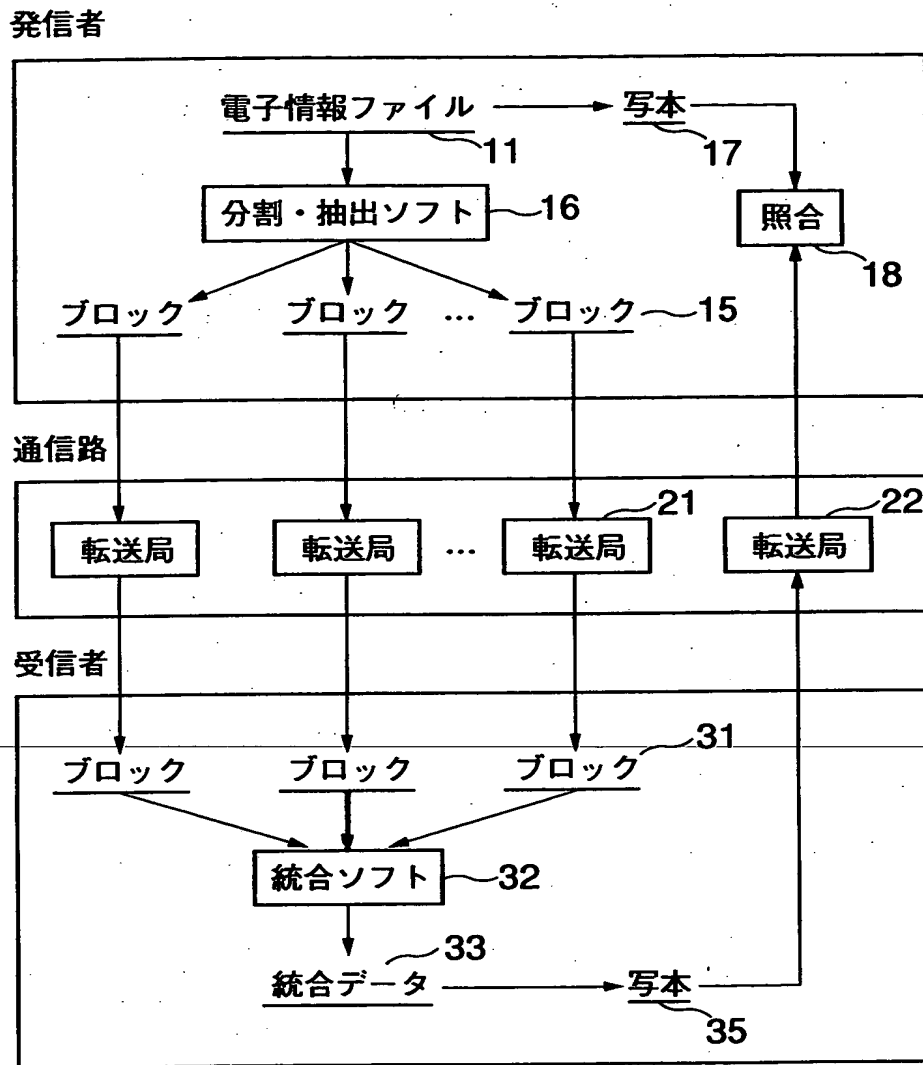 発信者
電子情報ファイル 写本
11 17
分割・抽出ソフト 16 照合
18
ブロック ブロック … ブロック 15
通信路
21 22
転送局 転送局 … 転送局 転送局
受信者
31
ブロック ブロック ブロック
統合ソフト 32
33
統合データ 写本
35